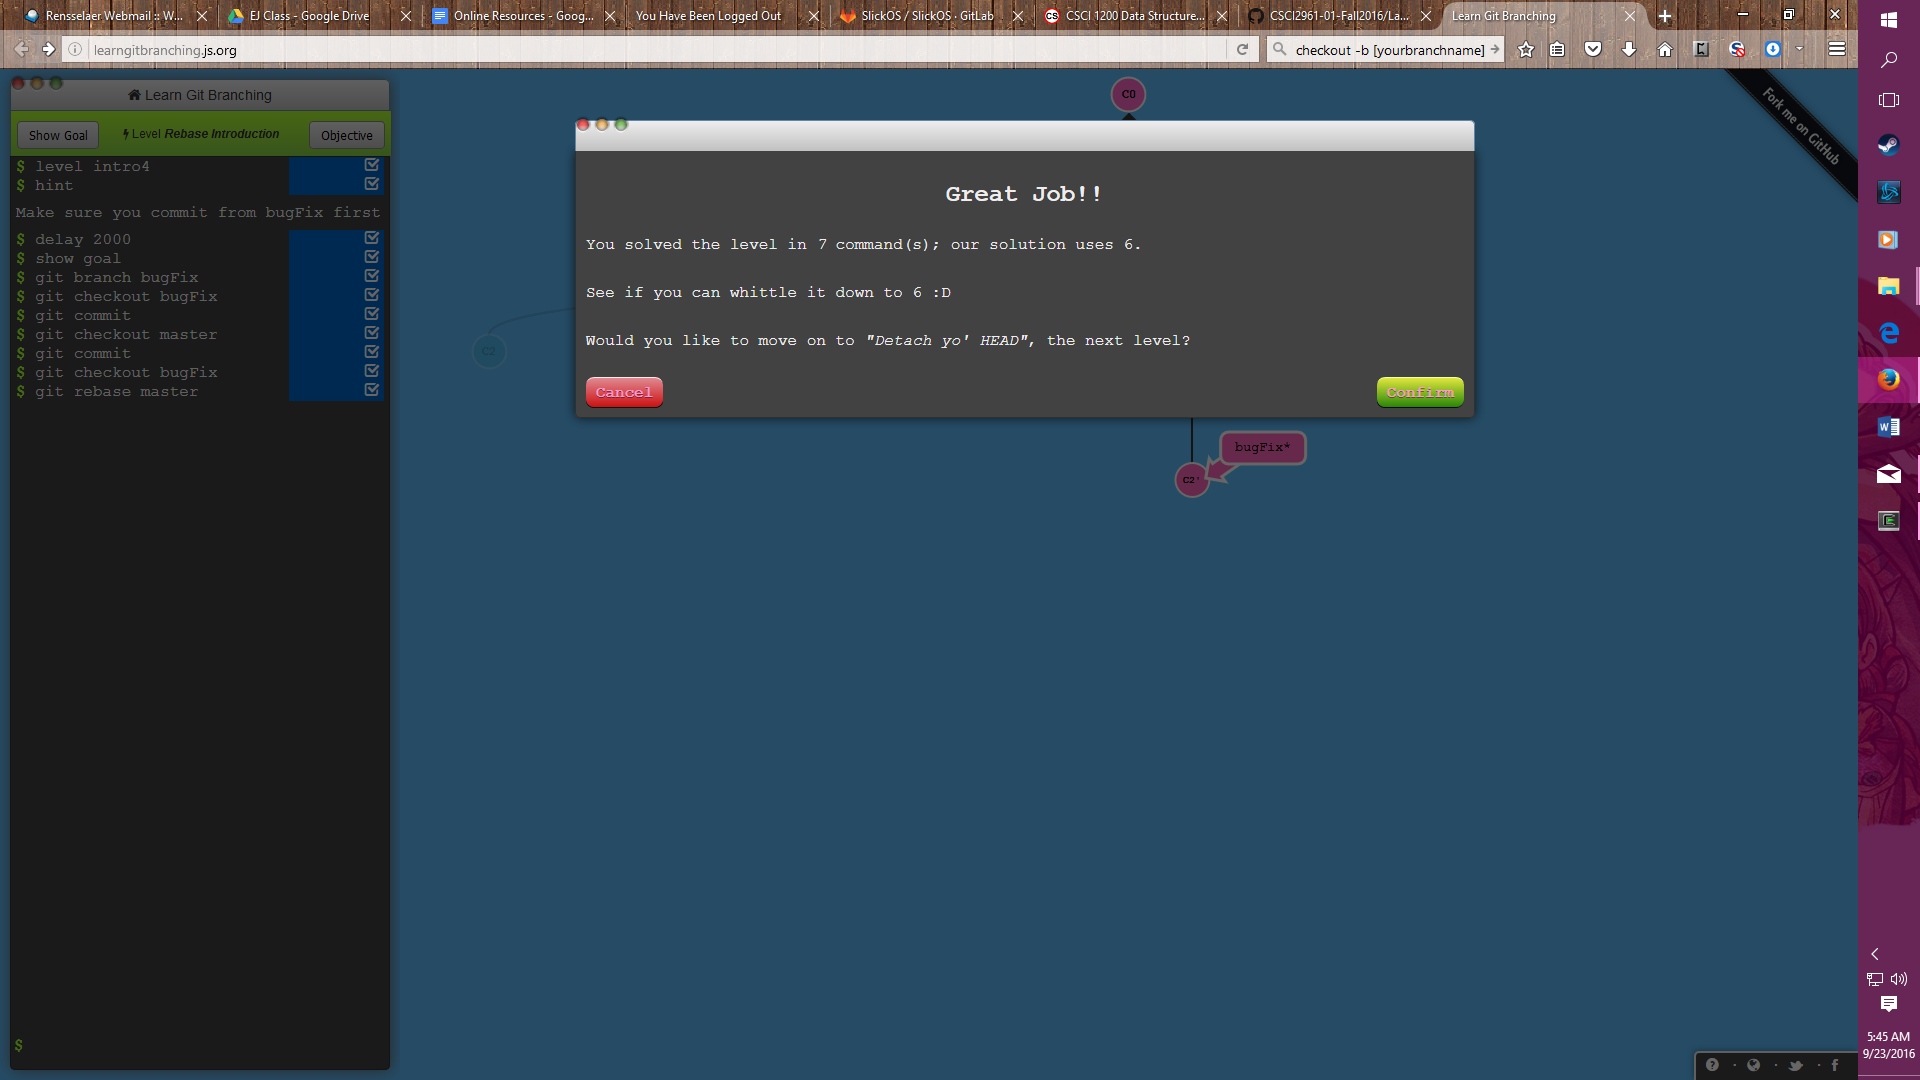 Rensselaer Webmail :: W...
EJ Class - Google Drive
Online Resources - Goog...
You Have Been Logged Out
SlickOS / SlickOS · GitLab
CSCI 1200 Data Structure...
CSCI2961-01-Fall2016/La...
Learn Git Branching
learngitbranching.js.org
checkout -b [yourbranchname]
Learn Git Branching
Show Goal
Level Rebase Introduction
Objective
$ level intro4
$ hint
Make sure you commit from bugFix first
$ delay 2000
$ show goal
$ git branch bugFix
$ git checkout bugFix
$ git commit
$ git checkout master
$ git commit
$ git checkout bugFix
$ git rebase master
$
C0
Fork me on GitHub
Great Job!!
You solved the level in 7 command(s); our solution uses 6.
See if you can whittle it down to 6 :D
Would you like to move on to "Detach yo' HEAD", the next level?
Cancel
Confirm
C2
bugFix*
C2'
5:45 AM
9/23/2016